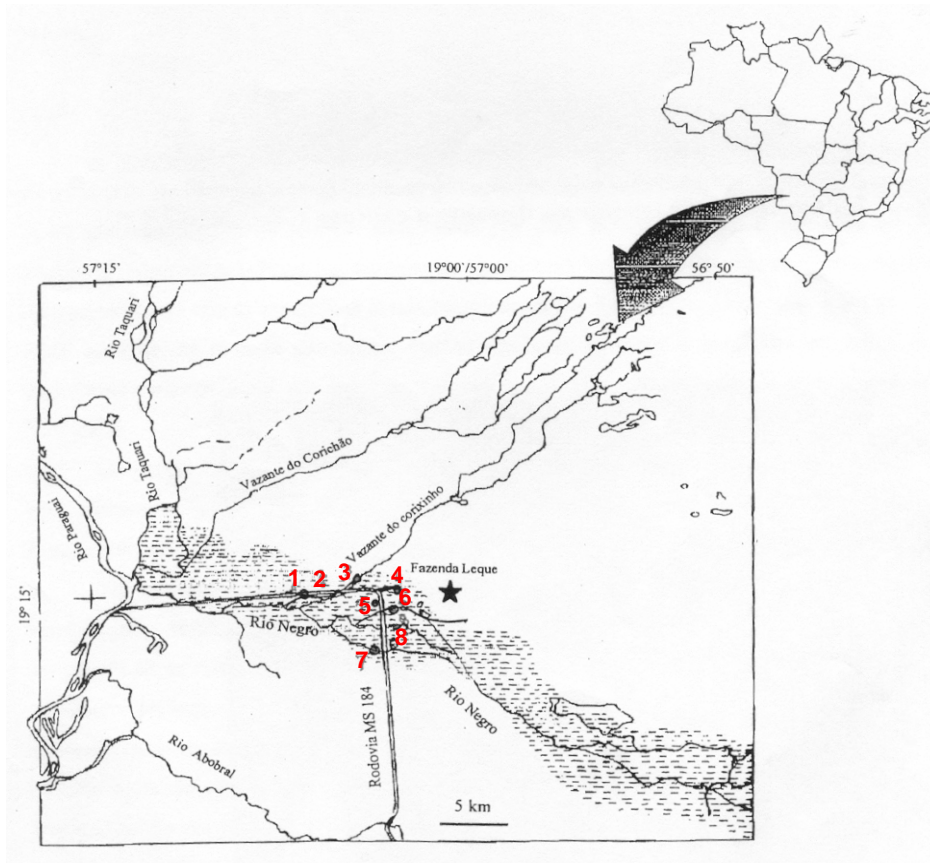 57°15'
19°00'/57°00'
56° 50'
Rio Taquari
Rio Taquari
Vazante do Corichão
Rio Paraguai
Vazante do corixinho
Fazenda Leque
1
2
3
4
5
6
19° 15'
Rio Negro
7
8
Rio Negro
Rodovia MS 184
Rio Abobral
5 km